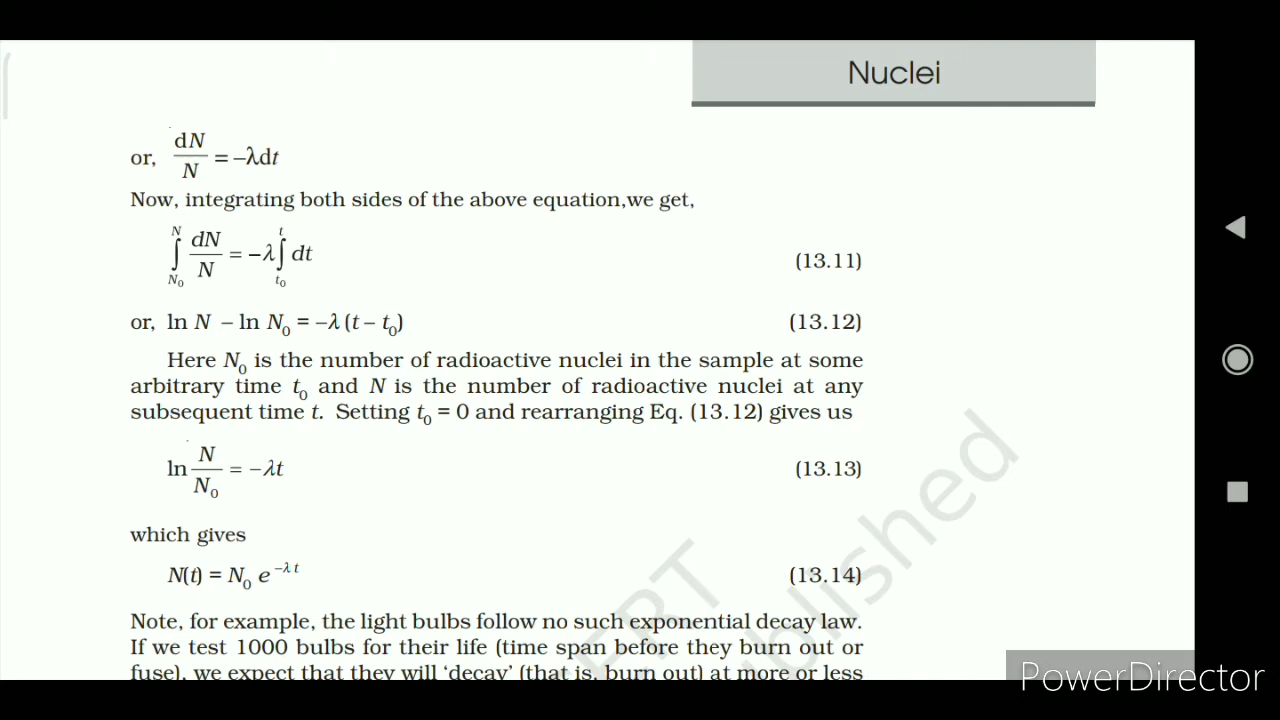 Nuclei
or, dN/N = –λdt
Now, integrating both sides of the above equation,we get,
∫_{N₀}^{N} dN/N = – λ ∫_{t₀}^{t} dt (13.11)
or, ln N – ln N₀ = –λ (t – t₀) (13.12)
Here N₀ is the number of radioactive nuclei in the sample at some
arbitrary time t₀ and N is the number of radioactive nuclei at any
subsequent time t. Setting t₀ = 0 and rearranging Eq. (13.12) gives us
ln N/N₀ = – λt (13.13)
which gives
N(t) = N₀ e^{–λ t} (13.14)
Note, for example, the light bulbs follow no such exponential decay law.
If we test 1000 bulbs for their life (time span before they burn out or
fuse), we expect that they will ‘decay’ (that is, burn out) at more or less
PowerDirector